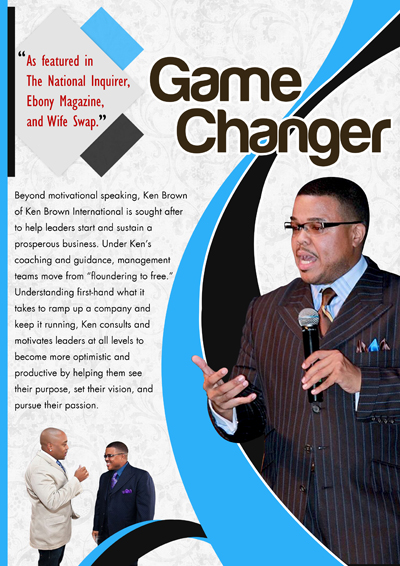 “As featured in
The National Inquirer,
Ebony Magazine,
and Wife Swap.”
Game
Changer
Beyond motivational speaking, Ken Brown
of Ken Brown International is sought after
to help leaders start and sustain a
prosperous business. Under Ken’s
coaching and guidance, management
teams move from “floundering to free.”
Understanding first-hand what it
takes to ramp up a company and
keep it running, Ken consults and
motivates leaders at all levels to
become more optimistic and
productive by helping them see
their purpose, set their vision, and
pursue their passion.